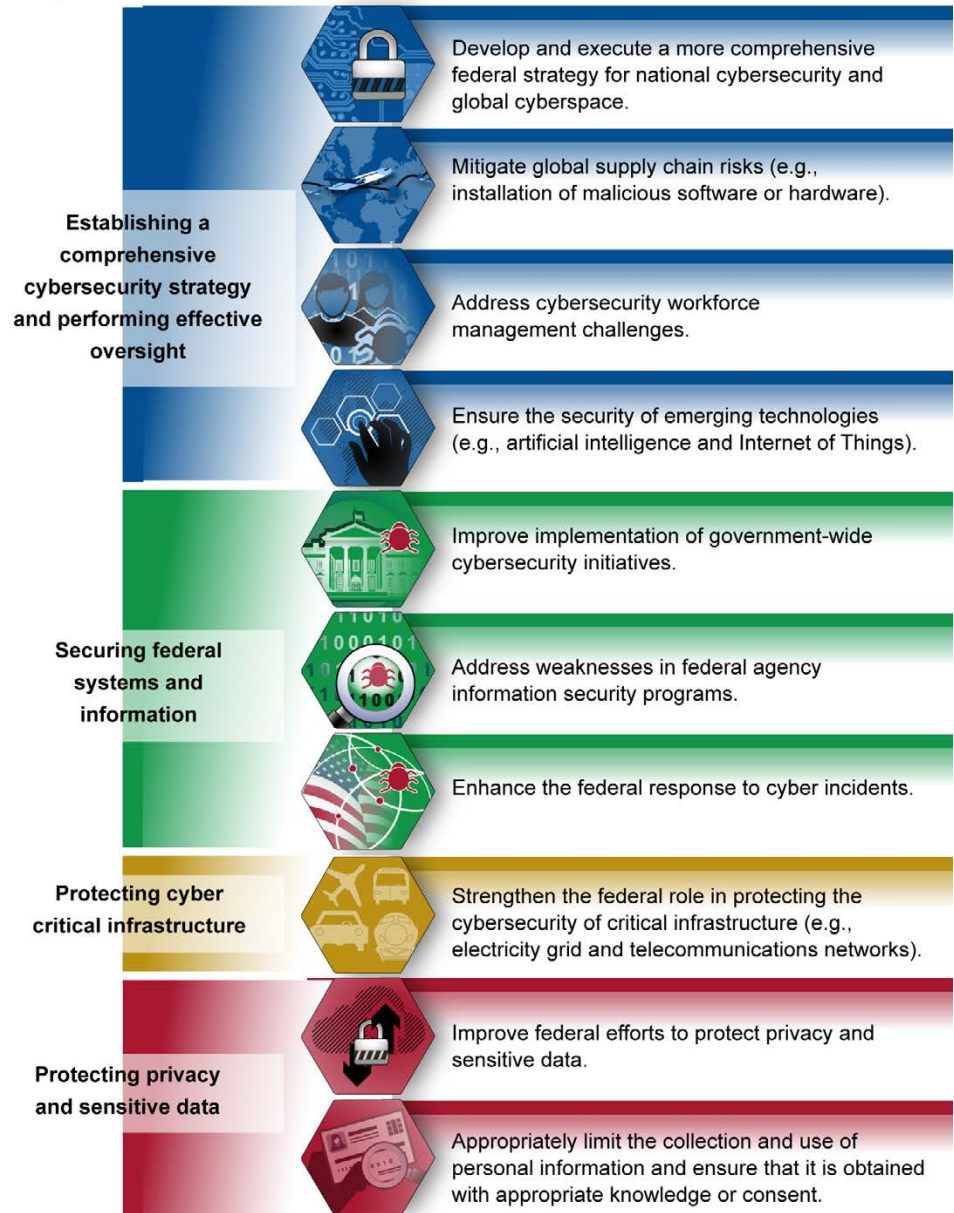 Establishing a
comprehensive
cybersecurity strategy
and performing effective
oversight
Develop and execute a more comprehensive
federal strategy for national cybersecurity and
global cyberspace.
Mitigate global supply chain risks (e.g.,
installation of malicious software or hardware).
Address cybersecurity workforce
management challenges.
Ensure the security of emerging technologies
(e.g., artificial intelligence and Internet of Things).
Securing federal
systems and
information
Improve implementation of government-wide
cybersecurity initiatives.
Address weaknesses in federal agency
information security programs.
Enhance the federal response to cyber incidents.
Protecting cyber
critical infrastructure
Strengthen the federal role in protecting the
cybersecurity of critical infrastructure (e.g.,
electricity grid and telecommunications networks).
Protecting privacy
and sensitive data
Improve federal efforts to protect privacy and
sensitive data.
Appropriately limit the collection and use of
personal information and ensure that it is obtained
with appropriate knowledge or consent.